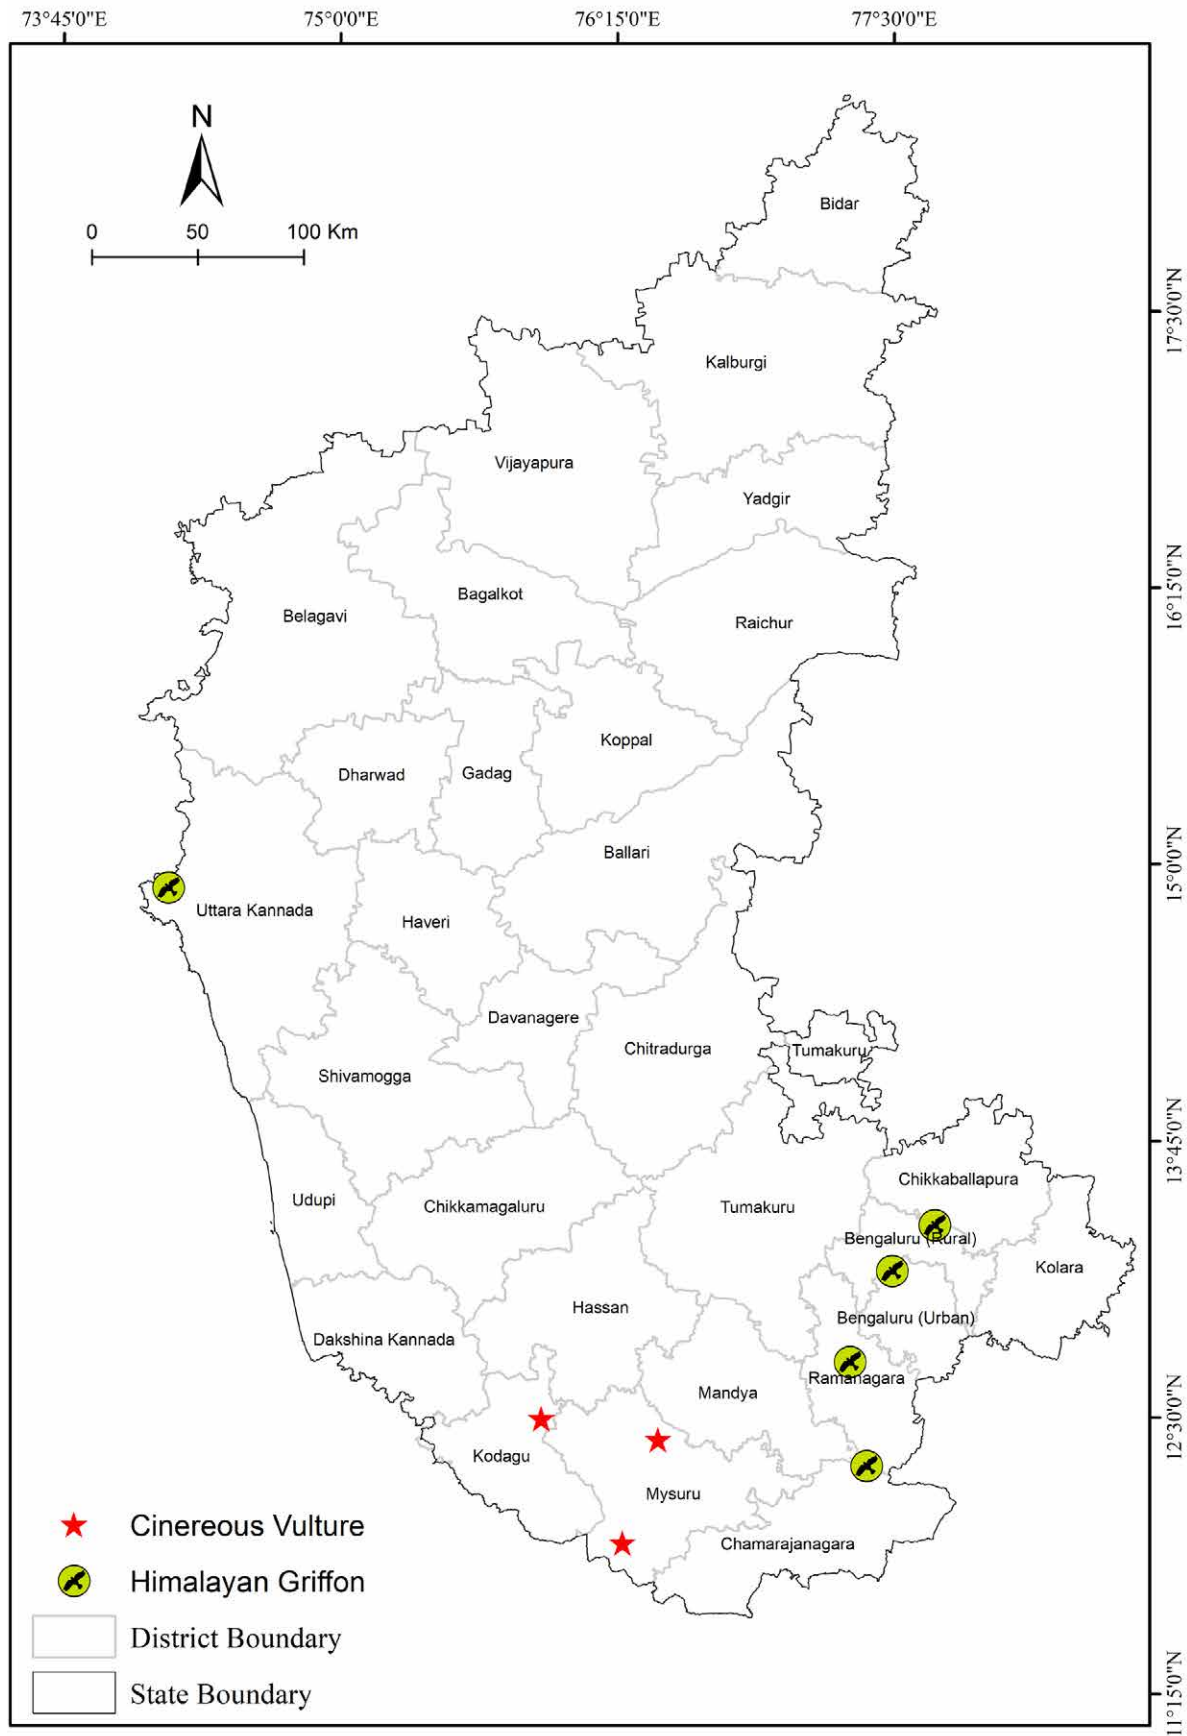 73°45'0"E
75°0'0"E
76°15'0"E
77°30'0"E
N
0
50
100 Km
Bidar
17°30'0"N
Kalburgi
Vijayapura
Yadgir
16°15'0"N
Bagalkot
Belagavi
Raichur
Koppal
Gadag
Dharwad
Ballari
15°0'0"N
Uttara Kannada
Haveri
Davanagere
Chitradurga
Tumakuru
Shivamogga
13°45'0"N
Chikkaballapura
Udupi
Chikkamagaluru
Tumakuru
Bengaluru (Rural)
Kolara
Hassan
Bengaluru (Urban)
Dakshina Kannada
Ramanagara
Mandya
12°30'0"N
Kodagu
Mysuru
Chamarajanagara
Cinereous Vulture
Himalayan Griffon
District Boundary
State Boundary
11°15'0"N